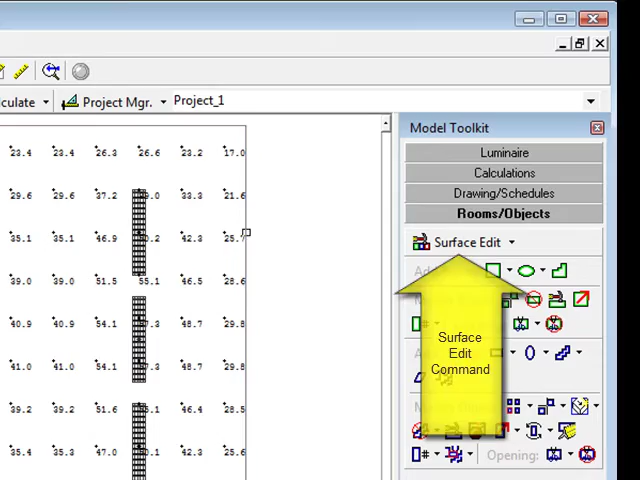 culate Project Mgr. Project_1
Model Toolkit
Luminaire
Calculations
Drawing/Schedules
Rooms/Objects
Surface Edit
Surface
Edit
Command
Opening:
23.4 23.4 26.3 26.6 23.2 17.0
29.6 29.6 37.2 33.3 21.6
35.1 35.1 46.9 42.3 25.7
39.0 39.0 51.5 55.1 46.5 28.6
40.9 40.9 54.1 48.7 29.8
41.0 41.0 54.1 48.7 29.8
39.2 39.2 51.6 46.4 28.5
35.4 35.3 47.0 42.3 25.6